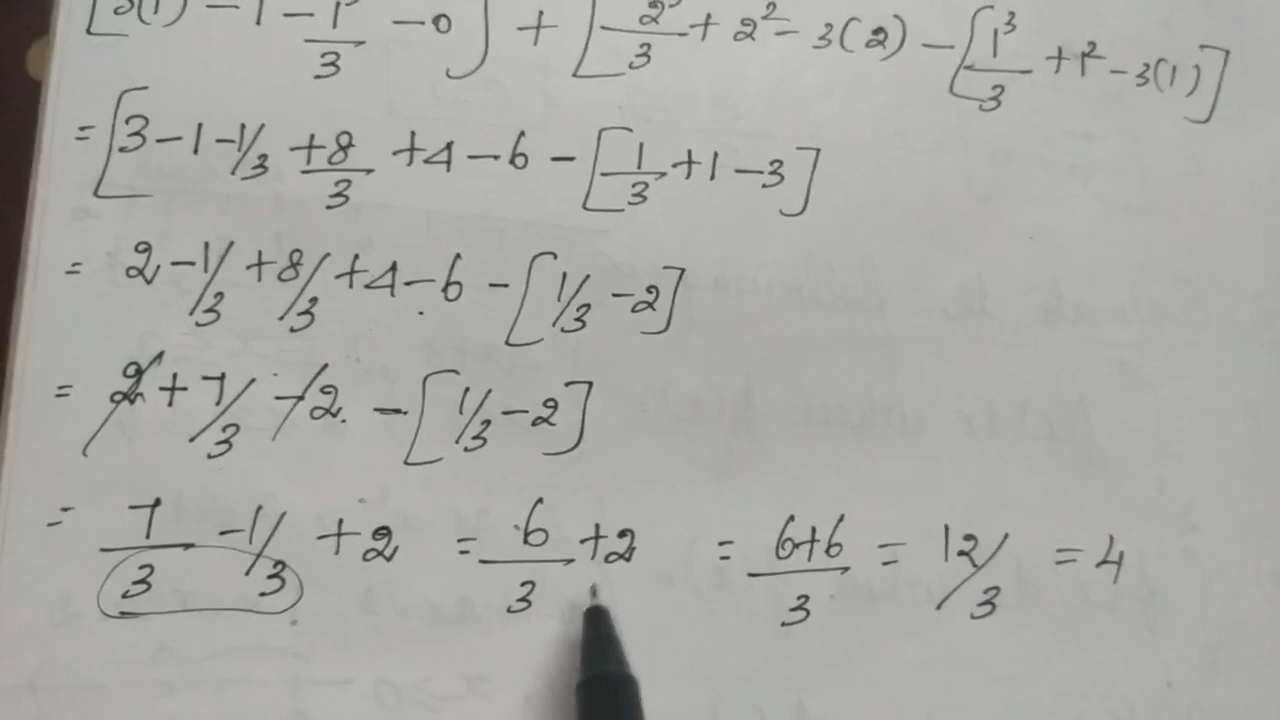 [3(1) - 1 - 1/3 - 0] + [2³/3 + 2² - 3(2) - [1³/3 + 1² - 3(1)]
= [3 - 1 - 1/3 + 8/3 + 4 - 6 - [1/3 + 1 - 3]
= 2 - 1/3 + 8/3 + 4 - 6 - [1/3 - 2]
= 2 + 7/3 - 2 - [1/3 - 2]
= 7/3 - 1/3 + 2 = 6/3 + 2 = 6+6/3 = 12/3 = 4